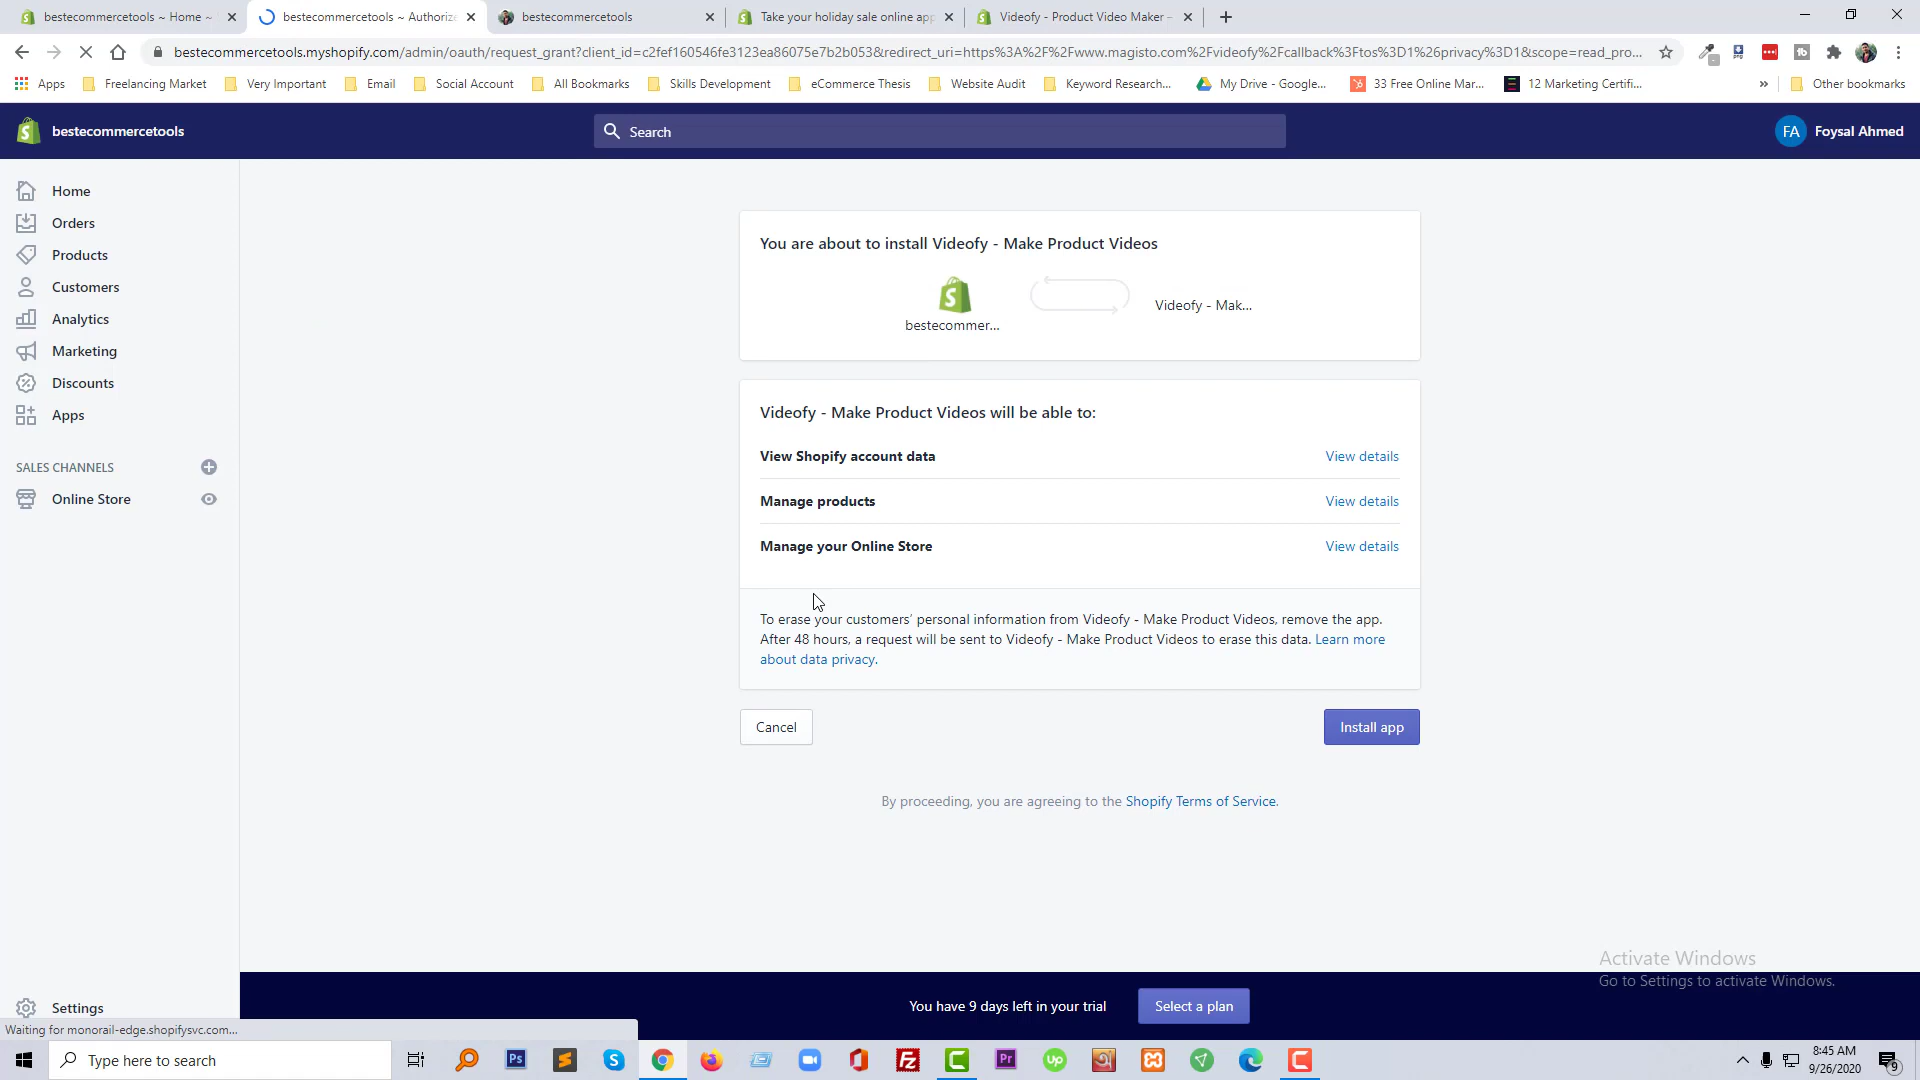 bestecommercetools ~ Home ~
bestecommercetools ~ Authorize
bestecommercetools
Take your holiday sale online app
Videofy - Product Video Maker –
bestecommercetools.myshopify.com/admin/oauth/request_grant?client_id=c2fef160546fe3123ea86075e7b2b053&redirect_uri=https%3A%2F%2Fwww.magisto.com%2Fvideofy%2Fcallback%3Ftos%3D1%26privacy%3D1&scope=read_pro...
Apps
Freelancing Market
Very Important
Email
Social Account
All Bookmarks
Skills Development
eCommerce Thesis
Website Audit
Keyword Research...
My Drive - Google...
33 Free Online Mar...
12 Marketing Certifi...
»
Other bookmarks
bestecommercetools
Search
FA
Foysal Ahmed
Home
Orders
Products
Customers
Analytics
Marketing
Discounts
Apps
SALES CHANNELS
Online Store
Settings
You are about to install Videofy - Make Product Videos
bestecommer...
Videofy - Mak...
Videofy - Make Product Videos will be able to:
View Shopify account data
View details
Manage products
View details
Manage your Online Store
View details
To erase your customers’ personal information from Videofy - Make Product Videos, remove the app.
After 48 hours, a request will be sent to Videofy - Make Product Videos to erase this data. Learn more
about data privacy.
Cancel
Install app
By proceeding, you are agreeing to the Shopify Terms of Service.
Activate Windows
Go to Settings to activate Windows.
You have 9 days left in your trial
Select a plan
Waiting for monorail-edge.shopifysvc.com...
Type here to search
Ps
Pr
Up
8:45 AM
9/26/2020
9